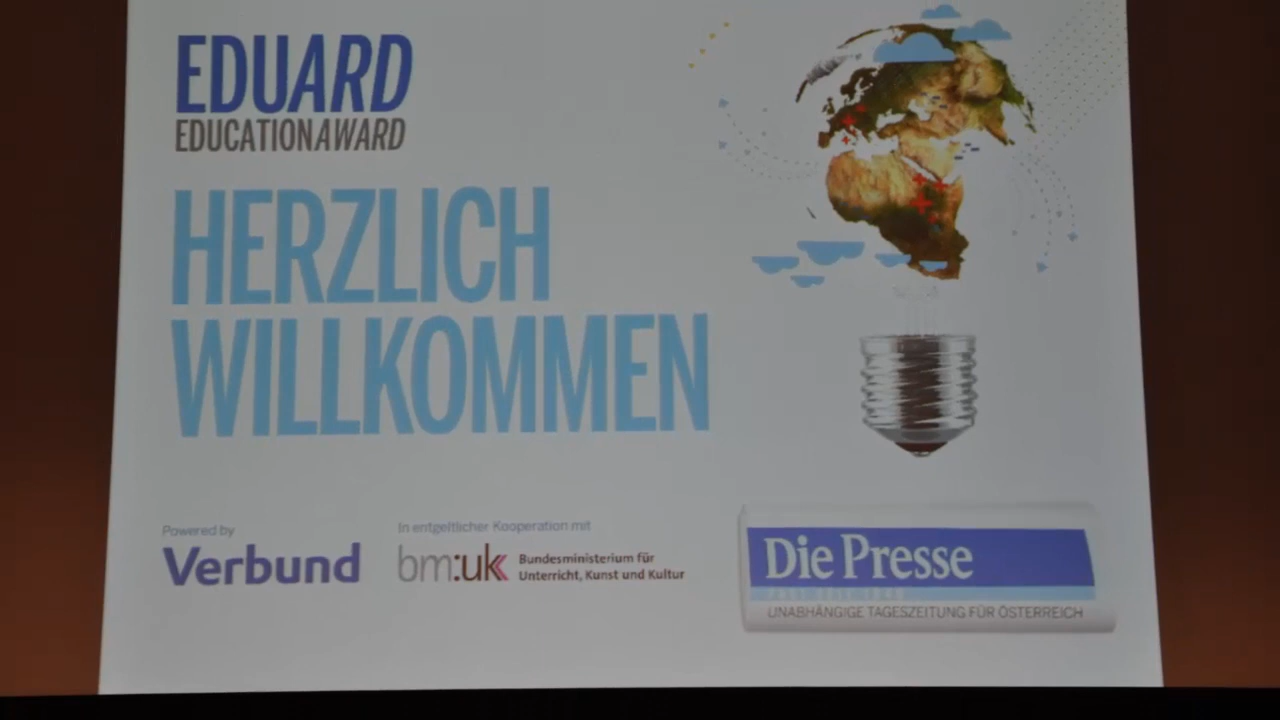 EDUARD
EDUCATIONAWARD
HERZLICH
WILLKOMMEN
Powered by
Verbund
In entgeltlicher Kooperation mit
bm:uk
Bundesministerium für
Unterricht, Kunst und Kultur
Die Presse
UNABHÄNGIGE TAGESZEITUNG FÜR ÖSTERREICH